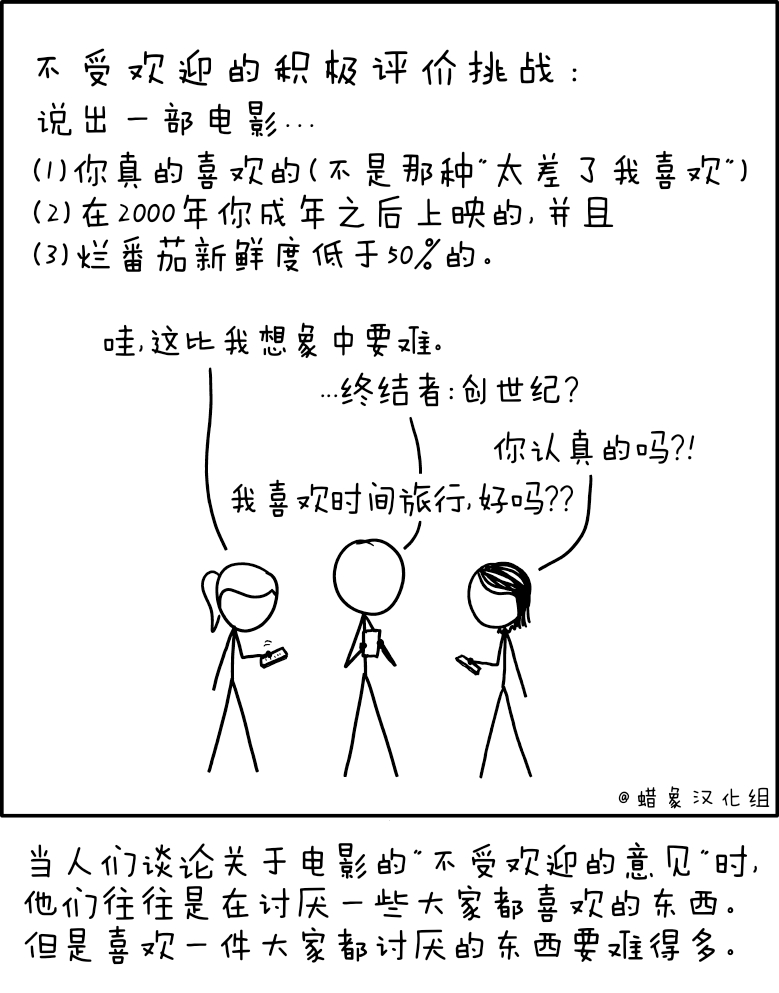 不受欢迎的积极评价挑战:
说出一部电影...
(1)你真的喜欢的(不是那种“太差了我喜欢”)
(2)在2000年你成年之后上映的,并且
(3)烂番茄新鲜度低于50%的。
哇,这比我想象中要难。
...终结者:创世纪?
你认真的吗?!
我喜欢时间旅行,好吗??
@蜡象汉化组
当人们谈论关于电影的“不受欢迎的意见”时,
他们往往是在讨厌一些大家都喜欢的东西。
但是喜欢一件大家都讨厌的东西要难得多。